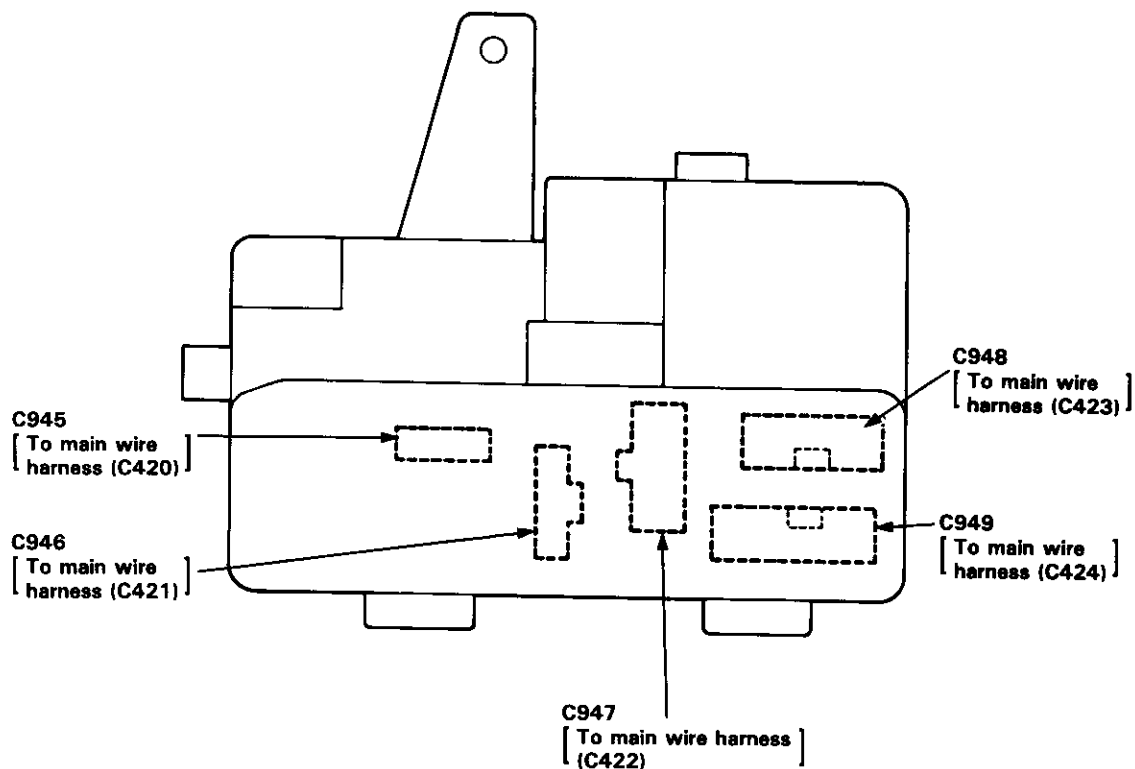 C948
[ To main wire
harness (C423) ]
C945
[ To main wire
harness (C420) ]
C949
[ To main wire
harness (C424) ]
C946
[ To main wire
harness (C421) ]
C947
[ To main wire harness
(C422) ]